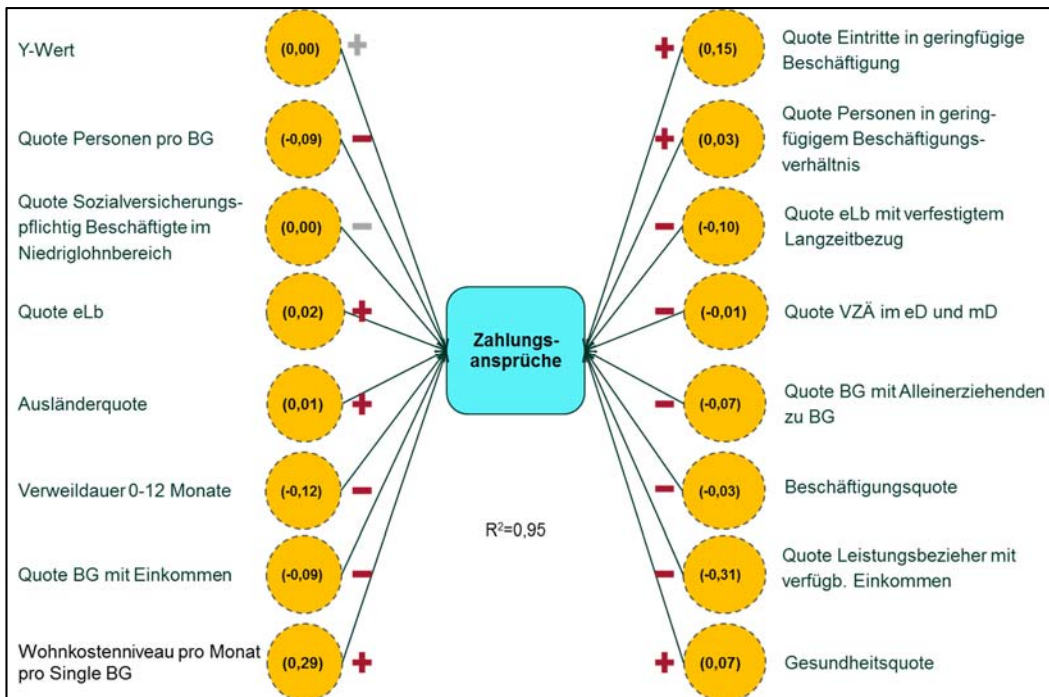 Y-Wert
(0,00)
+
Quote Personen pro BG
(-0,09)
−
Quote Sozialversicherungs-
pflichtig Beschäftigte im
Niedriglohnbereich
(0,00)
−
Quote eLb
(0,02)
+
Ausländerquote
(0,01)
+
Verweildauer 0-12 Monate
(-0,12)
−
Quote BG mit Einkommen
(-0,09)
−
Wohnkostenniveau pro Monat
pro Single BG
(0,29)
+
Zahlungs-
ansprüche
R²=0,95
+
(0,15)
Quote Eintritte in geringfügige
Beschäftigung
+
(0,03)
Quote Personen in gering-
fügigem Beschäftigungs-
verhältnis
−
(-0,10)
Quote eLb mit verfestigtem
Langzeitbezug
−
(-0,01)
Quote VZÄ im eD und mD
−
(-0,07)
Quote BG mit Alleinerziehenden
zu BG
−
(-0,03)
Beschäftigungsquote
−
(-0,31)
Quote Leistungsbezieher mit
verfügb. Einkommen
+
(0,07)
Gesundheitsquote